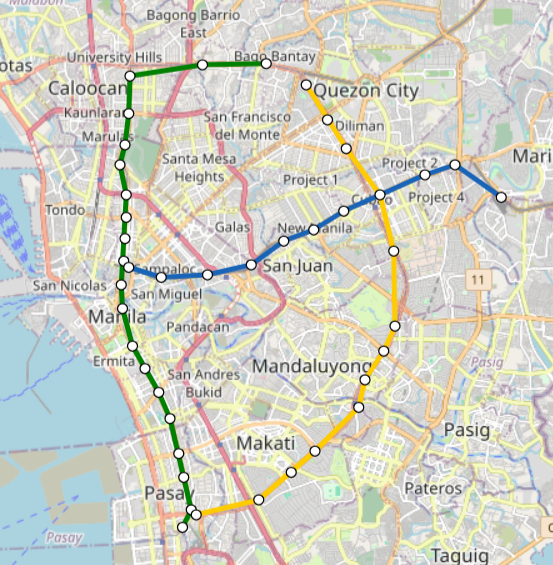 Malabon
Bagong Barrio
East
University Hills
Bago Bantay
otas
Caloocan
Quezon City
Kaunlaran
San Francisco
del Monte
Diliman
Marulas
Santa Mesa
Heights
Project 2
Mari
Project 1
Cubao
Project 4
Tondo
Galas
New Manila
Sampaloc
San Juan
11
San Nicolas
San Miguel
Manila
Pandacan
Ermita
Mandaluyong
Pasig
San Andres
Bukid
Makati
Pasig
Pasa
Pateros
Pasay
C
Taguig